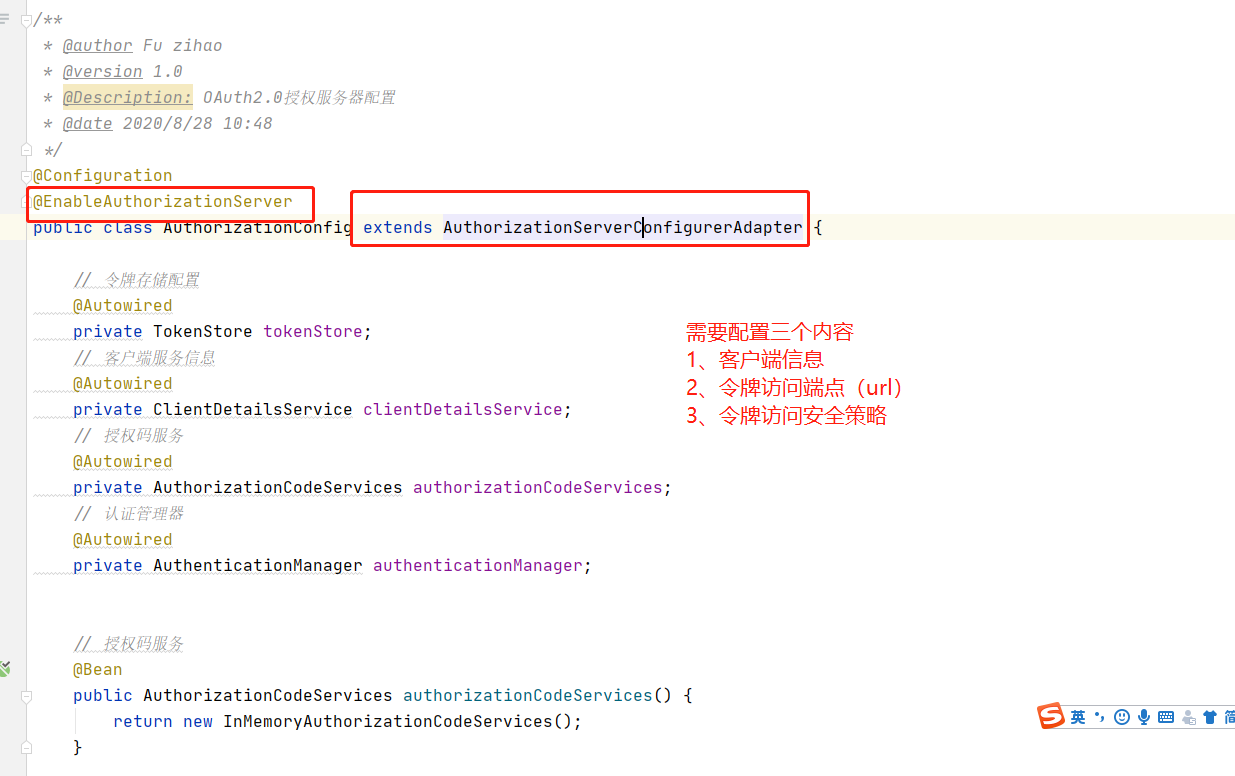 /**
* @author Fu zihao
* @version 1.0
* @Description: OAuth2.0授权服务器配置
* @date 2020/8/28 10:48
*/
@Configuration
@EnableAuthorizationServer
public class AuthorizationConfig extends AuthorizationServerConfigurerAdapter {
// 令牌存储配置
@Autowired
private TokenStore tokenStore;
// 客户端服务信息
@Autowired
private ClientDetailsService clientDetailsService;
// 授权码服务
@Autowired
private AuthorizationCodeServices authorizationCodeServices;
// 认证管理器
@Autowired
private AuthenticationManager authenticationManager;
// 授权码服务
@Bean
public AuthorizationCodeServices authorizationCodeServices() {
return new InMemoryAuthorizationCodeServices();
}
需要配置三个内容
1、客户端信息
2、令牌访问端点（url）
3、令牌访问安全策略
英
简